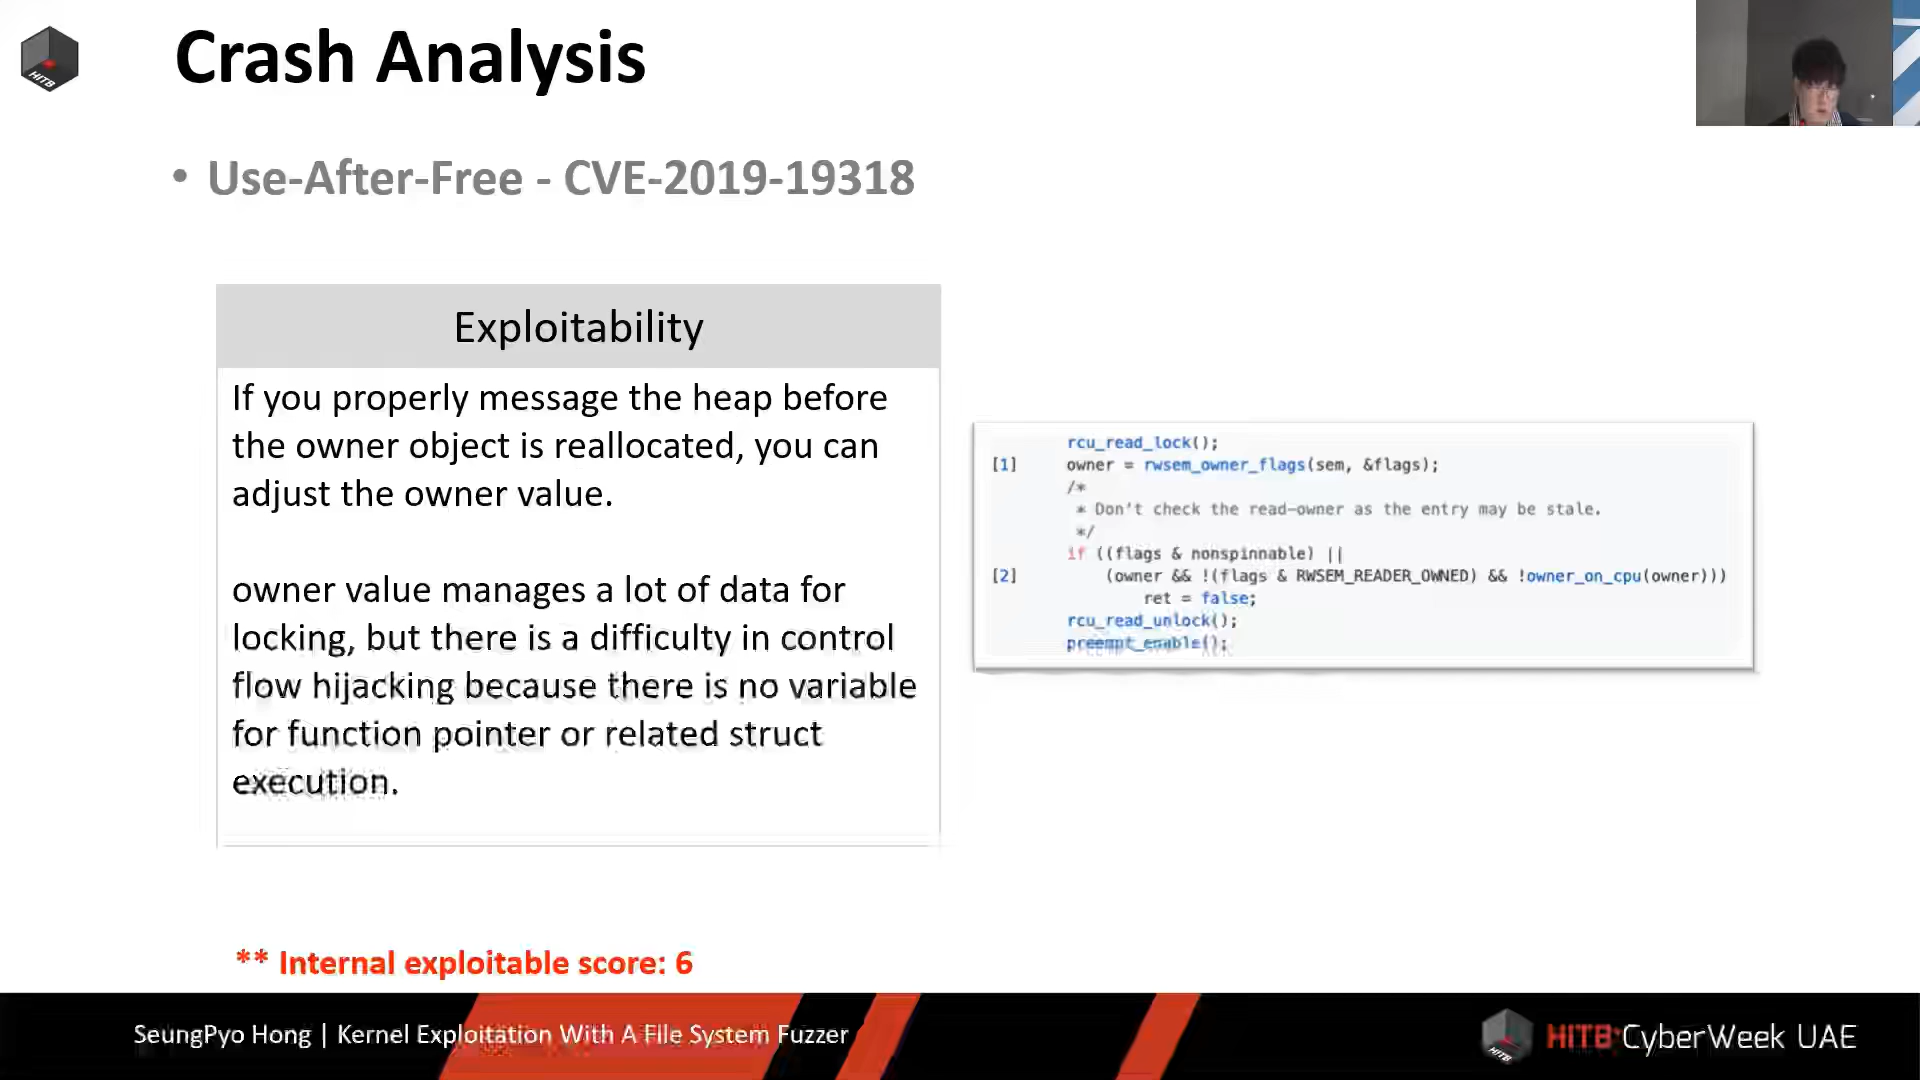 HITB
Crash Analysis
• Use-After-Free - CVE-2019-19318
Exploitability
If you properly message the heap before
the owner object is reallocated, you can
adjust the owner value.
owner value manages a lot of data for
locking, but there is a difficulty in control
flow hijacking because there is no variable
for function pointer or related struct
execution.
rcu_read_lock();
[1] owner = rwsem_owner_flags(sem, &flags);
/*
* Don't check the read-owner as the entry may be stale.
*/
if ((flags & nonspinnable) ||
[2] (owner && !(flags & RWSEM_READER_OWNED) && !owner_on_cpu(owner)))
ret = false;
rcu_read_unlock();
preempt_enable();
** Internal exploitable score: 6
SeungPyo Hong | Kernel Exploitation With A File System Fuzzer
HITB
HITB CyberWeek UAE